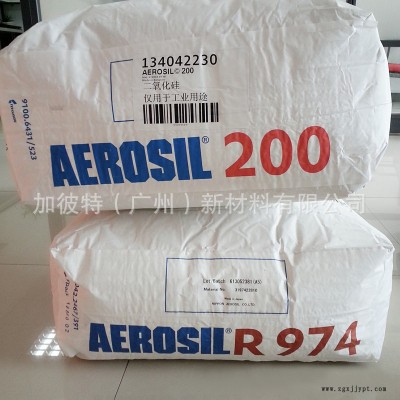 134042230
AEROSIL® 200
二氧化硅
仅用于工业用途
9100.6431/523
AEROSIL® 200
加彼特（广州）新材料有限公司
AEROSIL® R 974
www.zgzjjypt.com